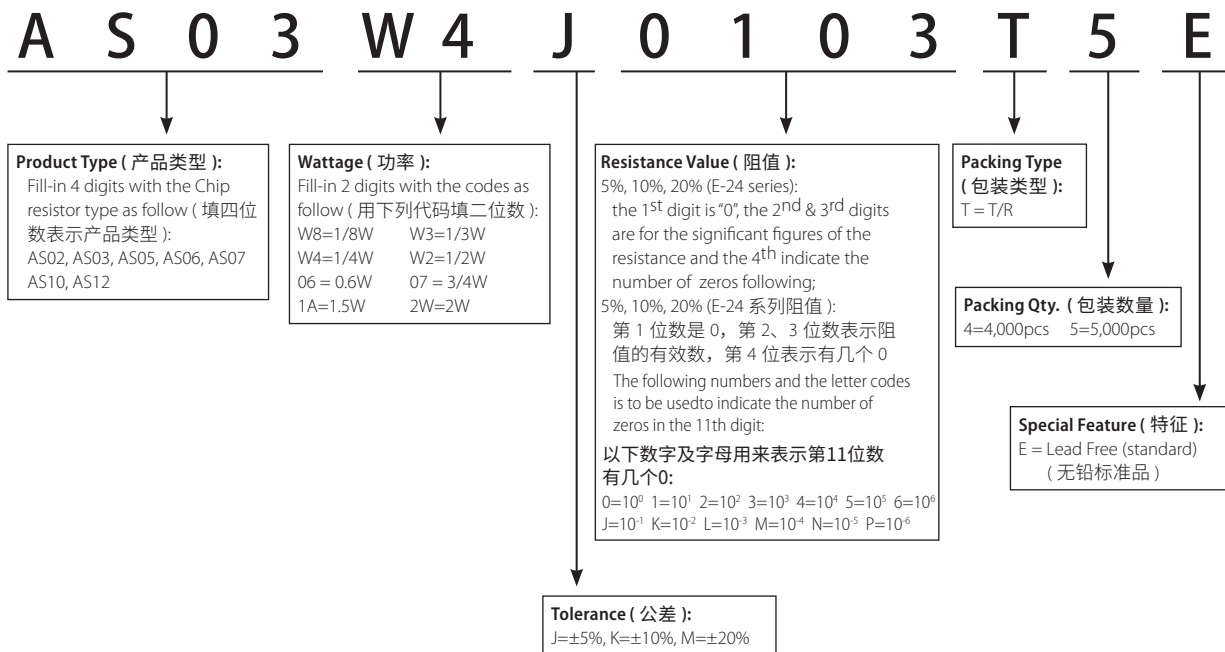 A S 0 3 W 4 J 0 1 0 3 T 5 E
Product Type ( 产品类型 ):
Fill-in 4 digits with the Chip
resistor type as follow ( 填四位
数表示产品类型 ):
AS02, AS03, AS05, AS06, AS07
AS10, AS12
Wattage ( 功率 ):
Fill-in 2 digits with the codes as
follow ( 用下列代码填二位数 ):
W8=1/8W W3=1/3W
W4=1/4W W2=1/2W
06 = 0.6W 07 = 3/4W
1A=1.5W 2W=2W
Resistance Value ( 阻值 ):
5%, 10%, 20% (E-24 series):
the 1st digit is “0”, the 2nd & 3rd digits
are for the significant figures of the
resistance and the 4th indicate the
number of zeros following;
5%, 10%, 20% (E-24 系列阻值 ):
第 1 位数是 0，第 2、3 位数表示阻
值的有效数，第 4 位表示有几个 0
The following numbers and the letter codes
is to be usedto indicate the number of
zeros in the 11th digit:
以下数字及字母用来表示第11位数
有几个0:
0=10⁰ 1=10¹ 2=10² 3=10³ 4=10⁴ 5=10⁵ 6=10⁶
J=10⁻¹ K=10⁻² L=10⁻³ M=10⁻⁴ N=10⁻⁵ P=10⁻⁶
Packing Type
( 包装类型 ):
T = T/R
Packing Qty. ( 包装数量 ):
4=4,000pcs 5=5,000pcs
Special Feature ( 特征 ):
E = Lead Free (standard)
( 无铅标准品 )
Tolerance ( 公差 ):
J=±5%, K=±10%, M=±20%